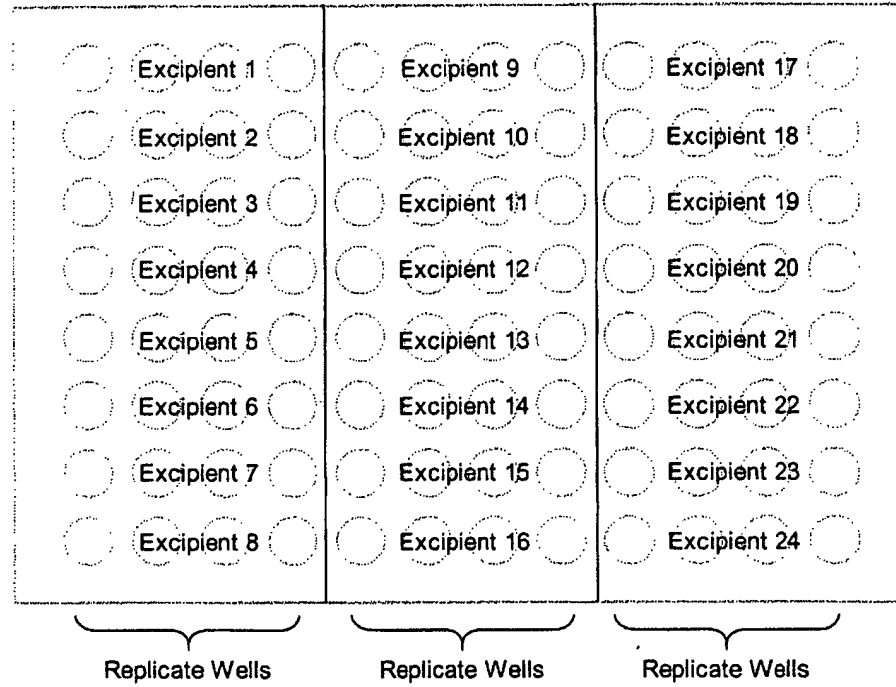 Excipient 1 Excipient 9 Excipient 17
Excipient 2 Excipient 10 Excipient 18
Excipient 3 Excipient 11 Excipient 19
Excipient 4 Excipient 12 Excipient 20
Excipient 5 Excipient 13 Excipient 21
Excipient 6 Excipient 14 Excipient 22
Excipient 7 Excipient 15 Excipient 23
Excipient 8 Excipient 16 Excipient 24
Replicate Wells Replicate Wells Replicate Wells